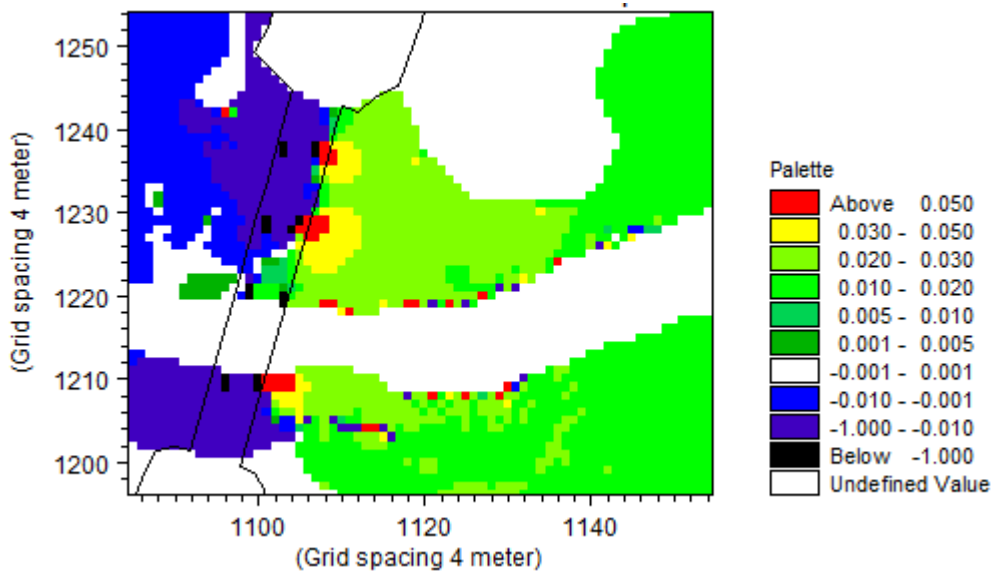 1250
1240
1230
1220
1210
1200
(Grid spacing 4 meter)
1100 1120 1140
(Grid spacing 4 meter)
Palette
Above 0.050
0.030 - 0.050
0.020 - 0.030
0.010 - 0.020
0.005 - 0.010
0.001 - 0.005
-0.001 - 0.001
-0.010 - -0.001
-1.000 - -0.010
Below -1.000
Undefined Value